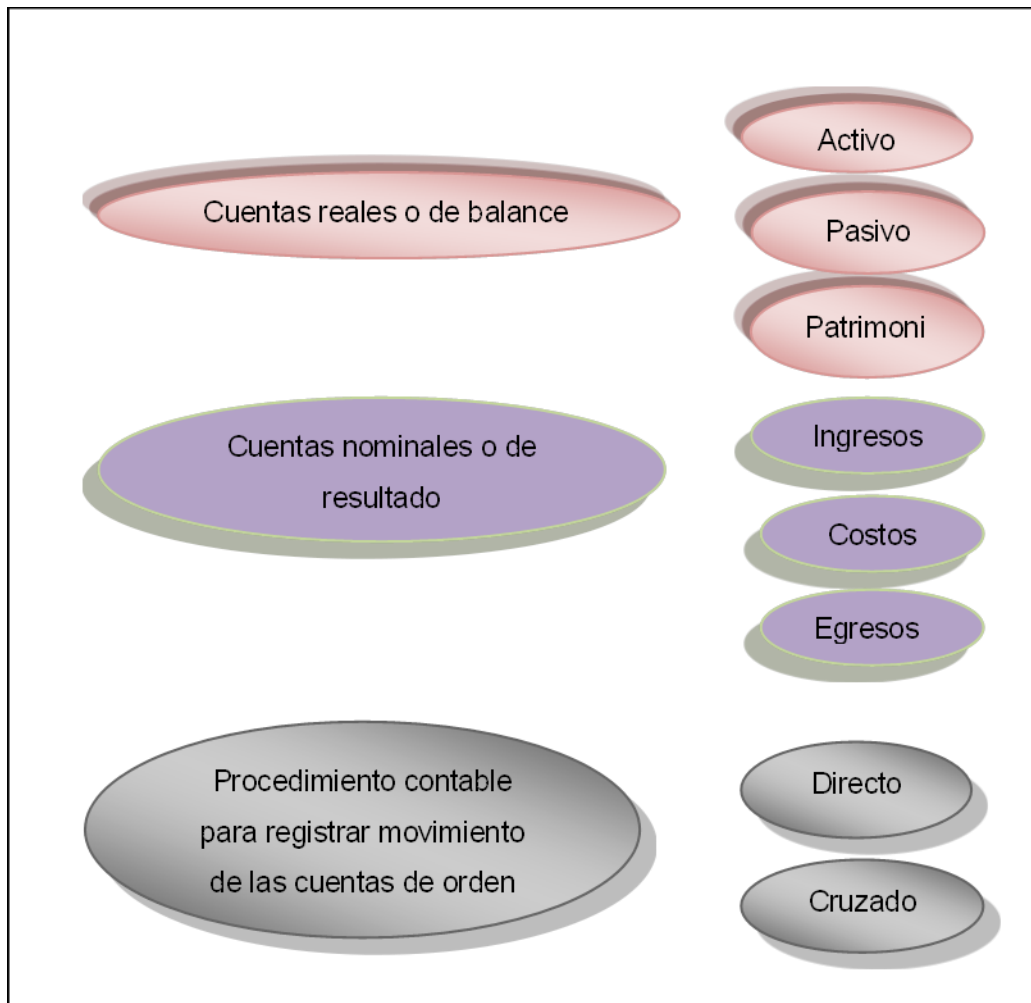 Cuentas reales o de balance
Activo
Pasivo
Patrimoni
Cuentas nominales o de
resultado
Ingresos
Costos
Egresos
Procedimiento contable
para registrar movimiento
de las cuentas de orden
Directo
Cruzado